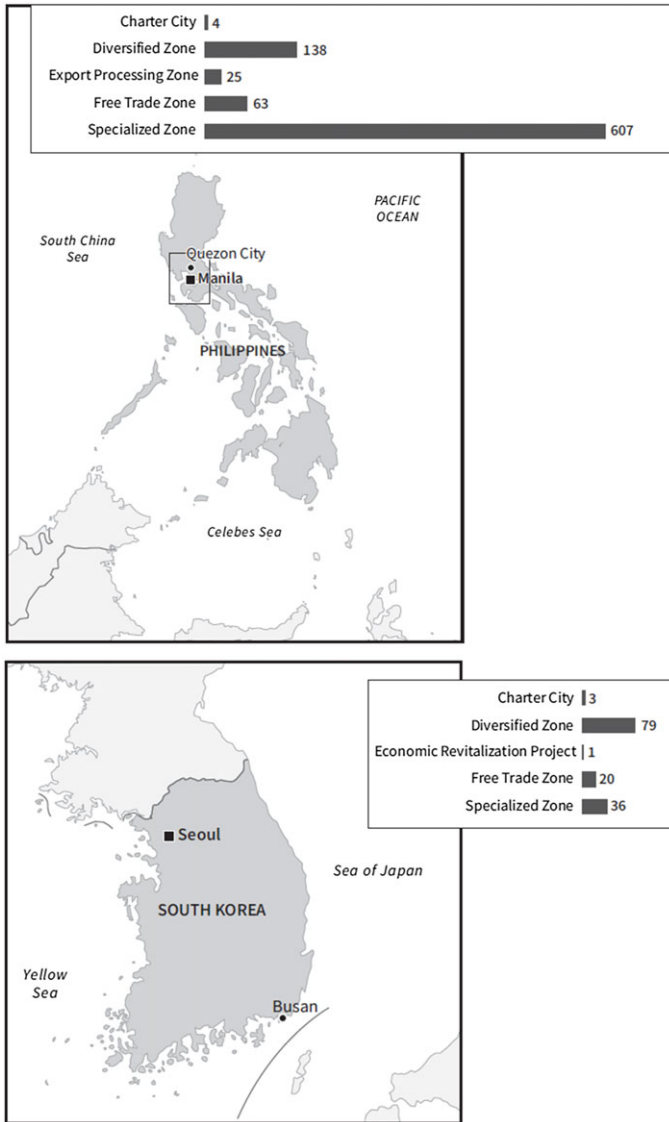 Charter City 4
Diversified Zone 138
Export Processing Zone 25
Free Trade Zone 63
Specialized Zone 607
PACIFIC
OCEAN
South China
Sea
Quezon City
Manila
PHILIPPINES
Celebes Sea
Charter City 3
Diversified Zone 79
Economic Revitalization Project 1
Free Trade Zone 20
Specialized Zone 36
Seoul
Sea of Japan
SOUTH KOREA
Yellow
Sea
Busan